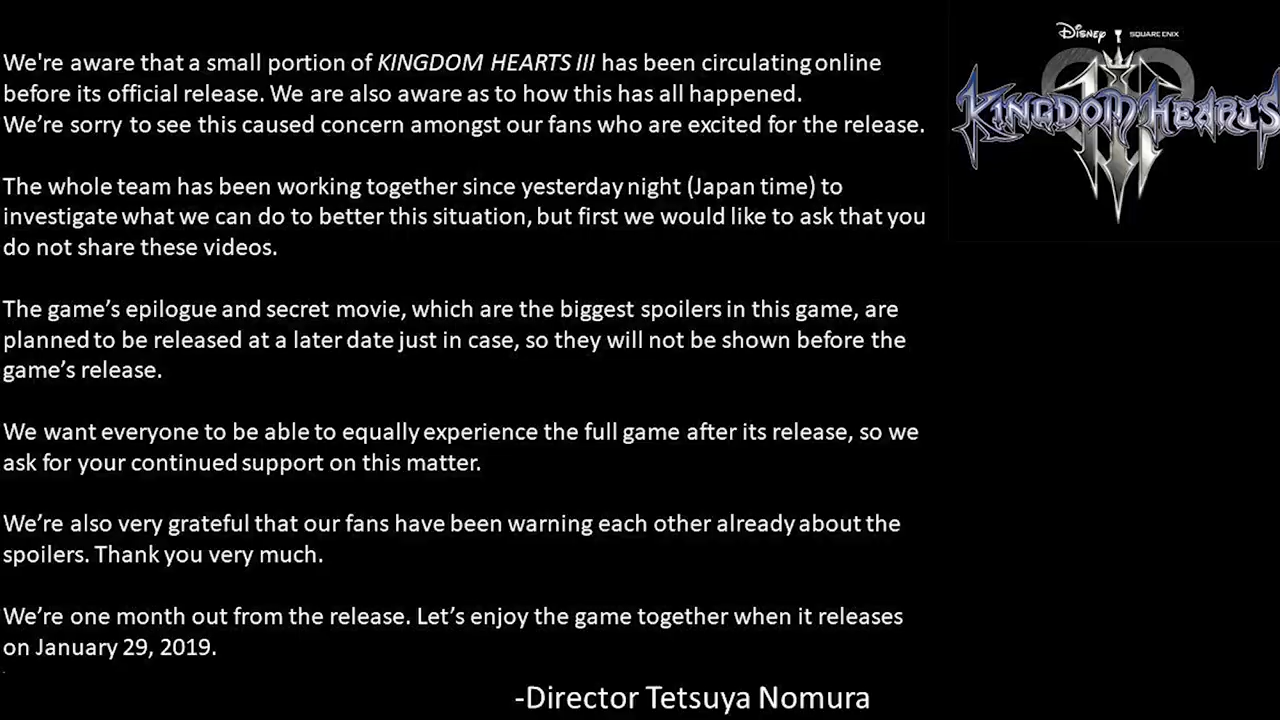 Disney SQUARE ENIX
KINGDOM HEARTS
III
We're aware that a small portion of KINGDOM HEARTS III has been circulating online
before its official release. We are also aware as to how this has all happened.
We’re sorry to see this caused concern amongst our fans who are excited for the release.
The whole team has been working together since yesterday night (Japan time) to
investigate what we can do to better this situation, but first we would like to ask that you
do not share these videos.
The game’s epilogue and secret movie, which are the biggest spoilers in this game, are
planned to be released at a later date just in case, so they will not be shown before the
game’s release.
We want everyone to be able to equally experience the full game after its release, so we
ask for your continued support on this matter.
We’re also very grateful that our fans have been warning each other already about the
spoilers. Thank you very much.
We’re one month out from the release. Let’s enjoy the game together when it releases
on January 29, 2019.
-Director Tetsuya Nomura